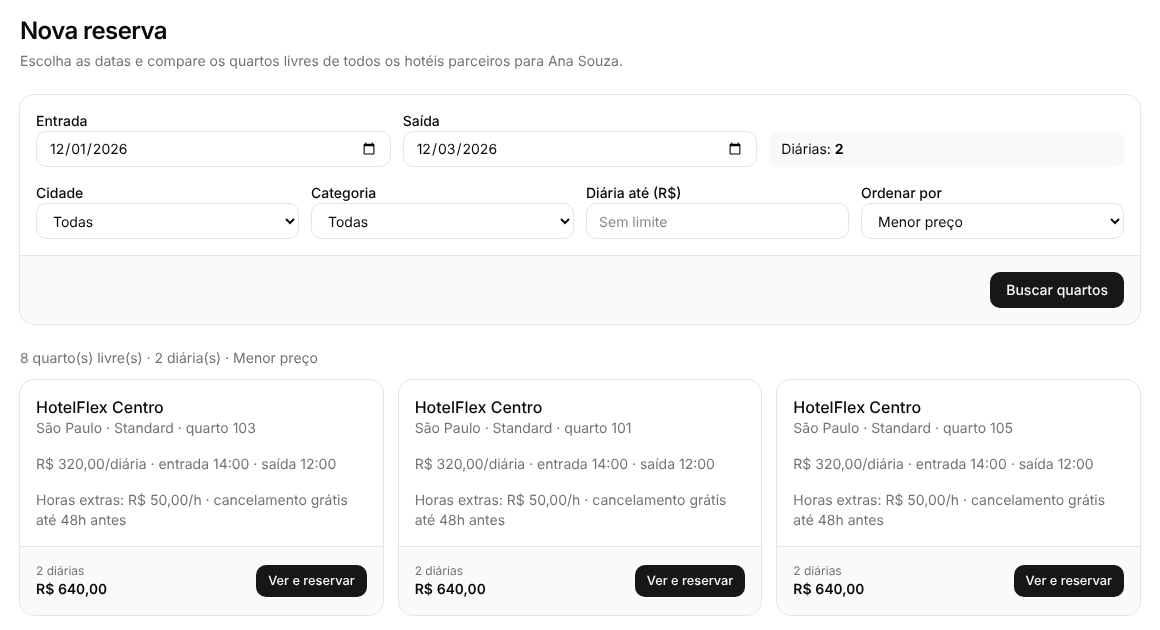 Nova reserva
Escolha as datas e compare os quartos livres de todos os hotéis parceiros para Ana Souza.
Entrada
Saída
12/01/2026
12/03/2026
Diárias: 2
Cidade
Categoria
Diária até (R$)
Ordenar por
Todas
Todas
Sem limite
Menor preço
Buscar quartos
8 quarto(s) livre(s) · 2 diária(s) · Menor preço
HotelFlex Centro
São Paulo · Standard · quarto 103
R$ 320,00/diária · entrada 14:00 · saída 12:00
Horas extras: R$ 50,00/h · cancelamento grátis
até 48h antes
2 diárias
R$ 640,00
Ver e reservar
HotelFlex Centro
São Paulo · Standard · quarto 101
R$ 320,00/diária · entrada 14:00 · saída 12:00
Horas extras: R$ 50,00/h · cancelamento grátis
até 48h antes
2 diárias
R$ 640,00
Ver e reservar
HotelFlex Centro
São Paulo · Standard · quarto 105
R$ 320,00/diária · entrada 14:00 · saída 12:00
Horas extras: R$ 50,00/h · cancelamento grátis
até 48h antes
2 diárias
R$ 640,00
Ver e reservar